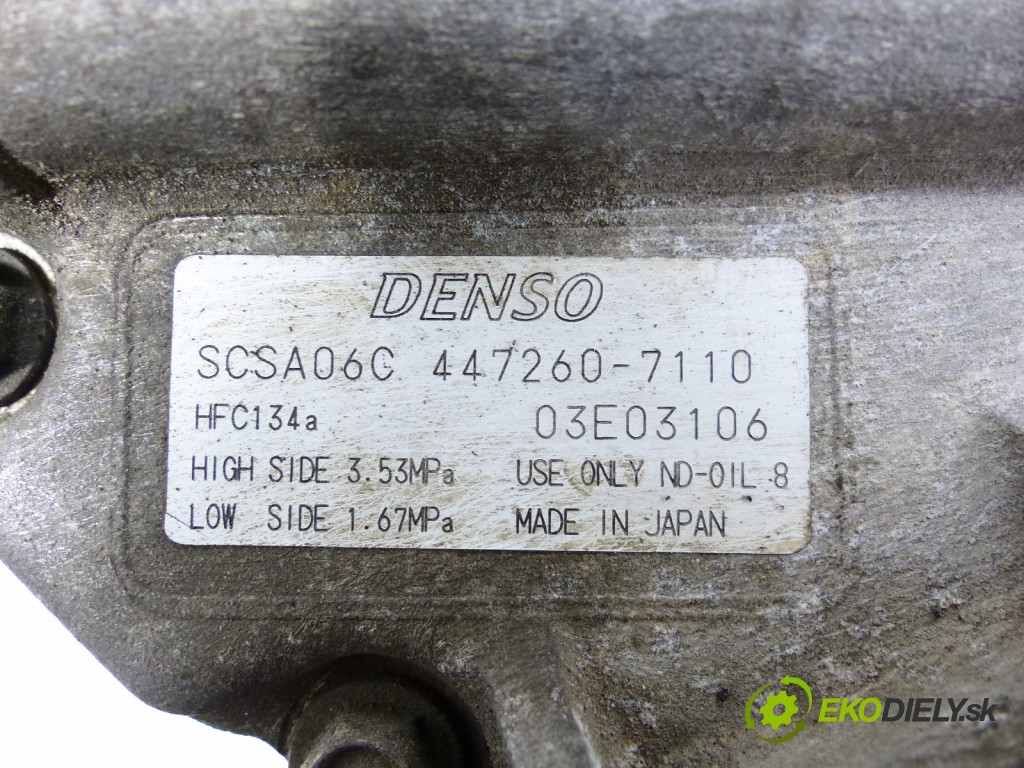 DENSO
SCSA06C 447260-7110
HFC134a 03E03106
HIGH SIDE 3.53MPa USE ONLY ND-OIL 8
LOW SIDE 1.67MPa MADE IN JAPAN
EKODIELY.sk